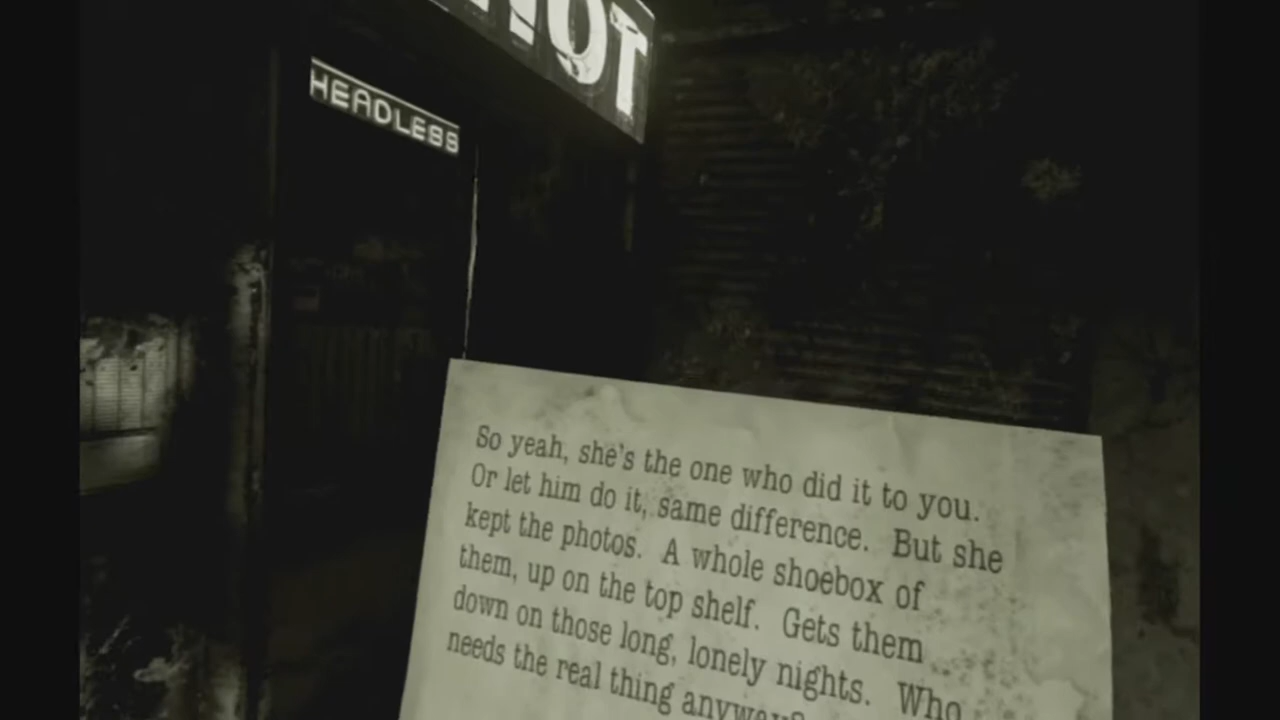 HEADLESS
So yeah, she's the one who did it to you.
Or let him do it, same difference.  But she
kept the photos.  A whole shoebox of
them, up on the top shelf.  Gets them
down on those long, lonely nights.  Who
needs the real thing anyway?